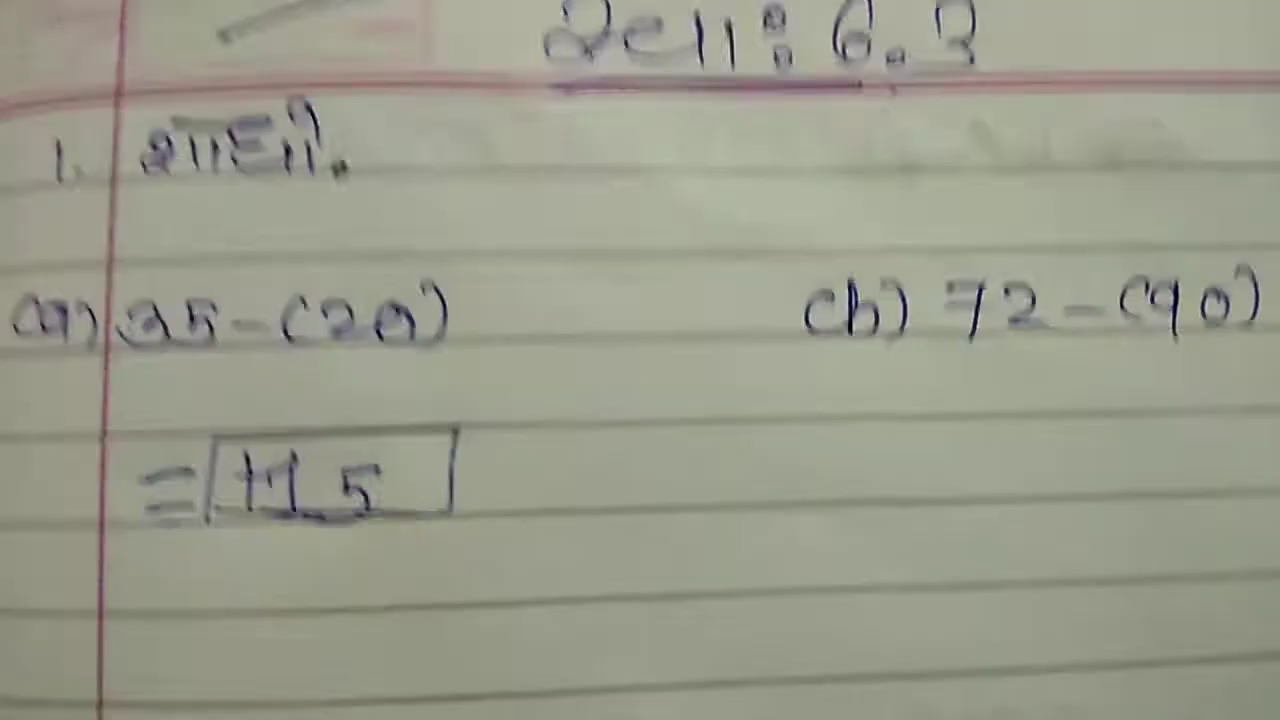 સ્વા : 6.3
1. શોધો.
(a) 35 - (20) (b) 72 - (90)
= +15